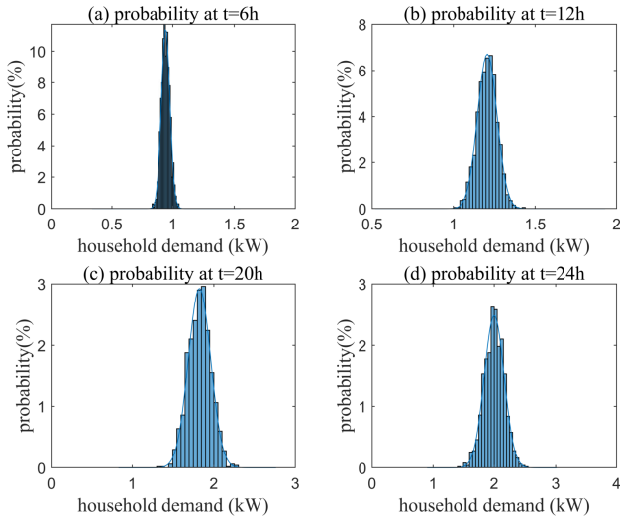 (a) probability at t=6h
probability(%)
10
8
6
4
2
0
0 0.5 1 1.5 2
household demand (kW)
(b) probability at t=12h
probability(%)
8
6
4
2
0
0.5 1 1.5 2
household demand (kW)
(c) probability at t=20h
probability(%)
3
2
1
0
0 1 2 3
household demand (kW)
(d) probability at t=24h
probability(%)
3
2
1
0
0 1 2 3 4
household demand (kW)